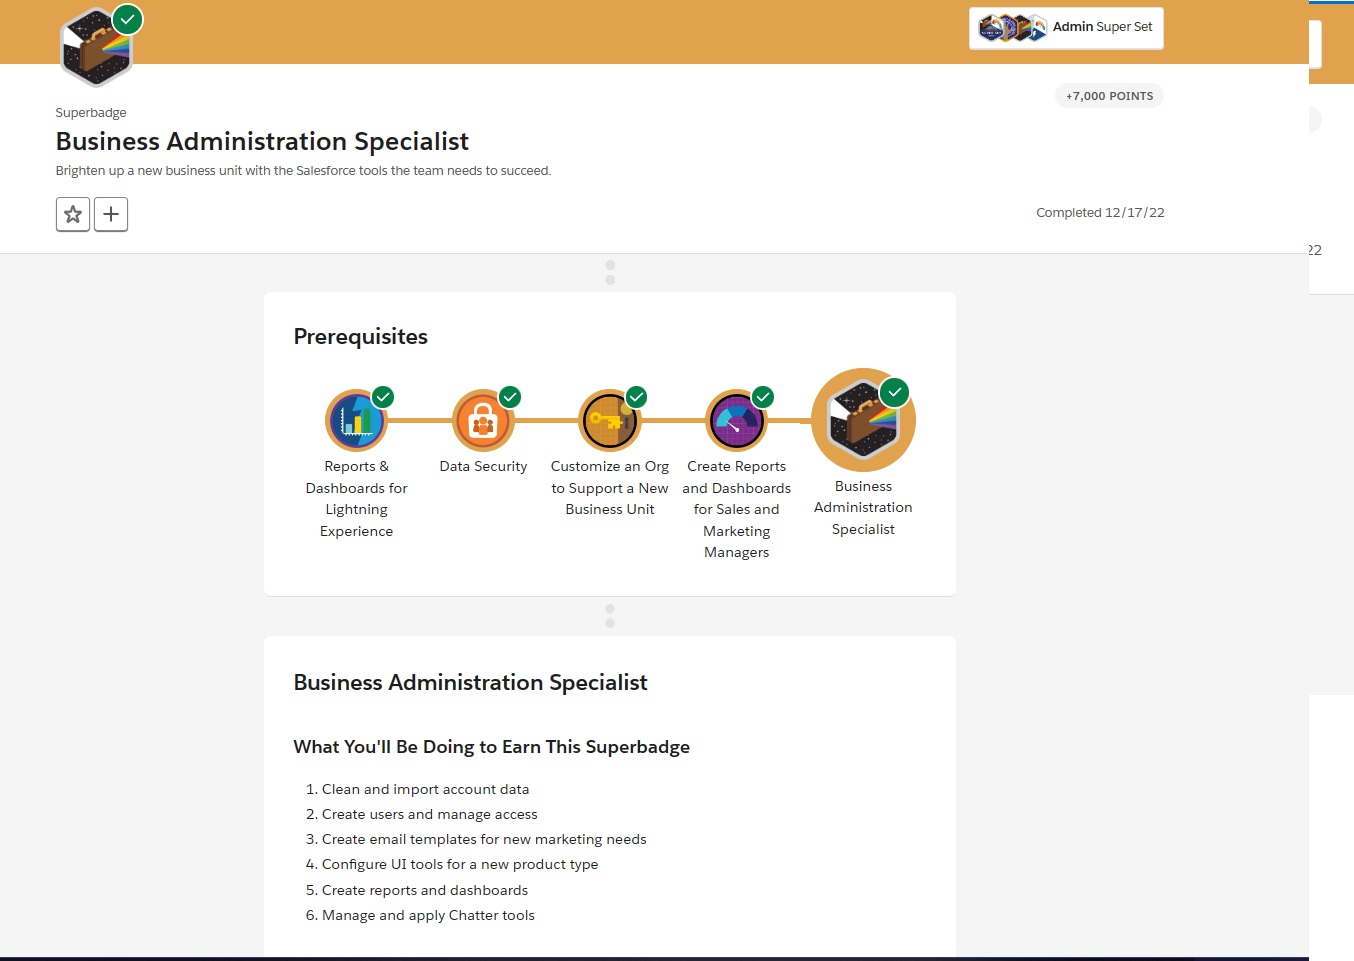 Admin Super Set
+7,000 POINTS
Superbadge
Business Administration Specialist
Brighten up a new business unit with the Salesforce tools the team needs to succeed.
Completed 12/17/22
22
Prerequisites
Reports &
Dashboards for
Lightning
Experience
Data Security
Customize an Org
to Support a New
Business Unit
Create Reports
and Dashboards
for Sales and
Marketing
Managers
Business
Administration
Specialist
Business Administration Specialist
What You'll Be Doing to Earn This Superbadge
1. Clean and import account data
2. Create users and manage access
3. Create email templates for new marketing needs
4. Configure UI tools for a new product type
5. Create reports and dashboards
6. Manage and apply Chatter tools